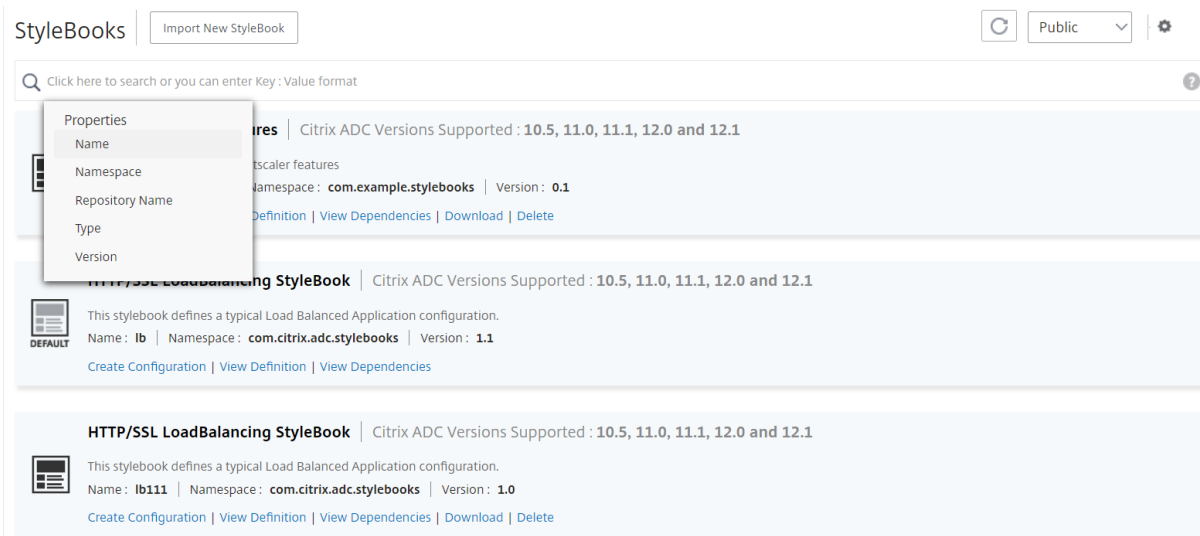 StyleBooks
Import New StyleBook
Public
Click here to search or you can enter Key : Value format
?
Properties
Name
Namespace
Repository Name
Type
Version
Citrix ADC Versions Supported : 10.5, 11.0, 11.1, 12.0 and 12.1
features
: com.example.stylebooks | Version : 0.1
Definition | View Dependencies | Download | Delete
HTTP/SSL LoadBalancing StyleBook | Citrix ADC Versions Supported : 10.5, 11.0, 11.1, 12.0 and 12.1
DEFAULT
This stylebook defines a typical Load Balanced Application configuration.
Name : lb | Namespace : com.citrix.adc.stylebooks | Version : 1.1
Create Configuration | View Definition | View Dependencies
HTTP/SSL LoadBalancing StyleBook | Citrix ADC Versions Supported : 10.5, 11.0, 11.1, 12.0 and 12.1
This stylebook defines a typical Load Balanced Application configuration.
Name : lb111 | Namespace : com.citrix.adc.stylebooks | Version : 1.0
Create Configuration | View Definition | View Dependencies | Download | Delete